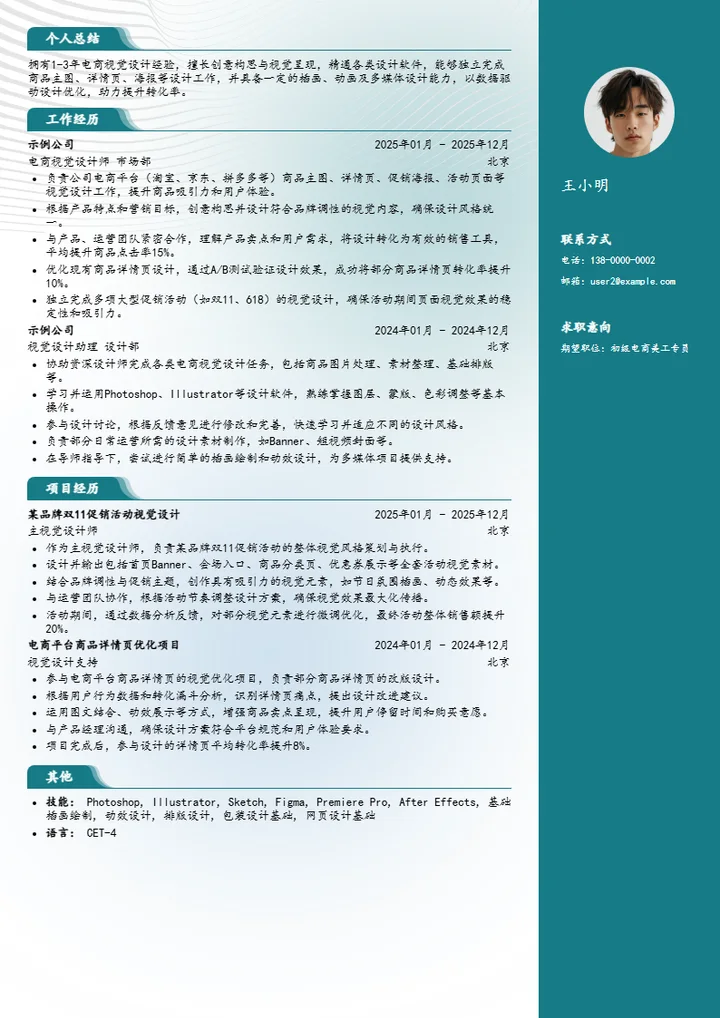 个人总结
拥有1-3年电商视觉设计经验，擅长创意构思与视觉呈现，精通各类设计软件，能够独立完成
商品主图、详情页、海报等设计工作，并具备一定的插画、动画及多媒体设计能力，以数据驱
动设计优化，助力提升转化率。
工作经历
示例公司 2025年01月 - 2025年12月
电商视觉设计师 市场部 北京
• 负责公司电商平台（淘宝、京东、拼多多等）商品主图、详情页、促销海报、活动页面等
视觉设计工作，提升商品吸引力和用户体验。
• 根据产品特点和营销目标，创意构思并设计符合品牌调性的视觉内容，确保设计风格统
一。
• 与产品、运营团队紧密合作，理解产品卖点和用户需求，将设计转化为有效的销售工具，
平均提升商品点击率15%。
• 优化现有商品详情页设计，通过A/B测试验证设计效果，成功将部分商品详情页转化率提升
10%。
• 独立完成多项大型促销活动（如双11、618）的视觉设计，确保活动期间页面视觉效果的稳
定性和吸引力。
示例公司 2024年01月 - 2024年12月
视觉设计助理 设计部 北京
• 协助资深设计师完成各类电商视觉设计任务，包括商品图片处理、素材整理、基础排版
等。
• 学习并运用Photoshop、Illustrator等设计软件，熟练掌握图层、蒙版、色彩调整等基本
操作。
• 参与设计讨论，根据反馈意见进行修改和完善，快速学习并适应不同的设计风格。
• 负责部分日常运营所需的设计素材制作，如Banner、短视频封面等。
• 在导师指导下，尝试进行简单的插画绘制和动效设计，为多媒体项目提供支持。
项目经历
某品牌双11促销活动视觉设计 2025年01月 - 2025年12月
主视觉设计师 北京
• 作为主视觉设计师，负责某品牌双11促销活动的整体视觉风格策划与执行。
• 设计并输出包括首页Banner、会场入口、商品分类页、优惠券展示等全套活动视觉素材。
• 结合品牌调性与促销主题，创作具有吸引力的视觉元素，如节日氛围插画、动态效果等。
• 与运营团队协作，根据活动节奏调整设计方案，确保视觉效果最大化传播。
• 活动期间，通过数据分析反馈，对部分视觉元素进行微调优化，最终活动整体销售额提升
20%。
电商平台商品详情页优化项目 2024年01月 - 2024年12月
视觉设计支持 北京
• 参与电商平台商品详情页的视觉优化项目，负责部分商品详情页的改版设计。
• 根据用户行为数据和转化漏斗分析，识别详情页痛点，提出设计改进建议。
• 运用图文结合、动效展示等方式，增强商品卖点呈现，提升用户停留时间和购买意愿。
• 与产品经理沟通，确保设计方案符合平台规范和用户体验要求。
• 项目完成后，参与设计的详情页平均转化率提升8%。
其他
• 技能： Photoshop, Illustrator, Sketch, Figma, Premiere Pro, After Effects, 基础
插画绘制, 动效设计, 排版设计, 包装设计基础, 网页设计基础
• 语言： CET-4
王小明
联系方式
电话：138-0000-0002
邮箱：user2@example.com
求职意向
期望职位：初级电商美工专员